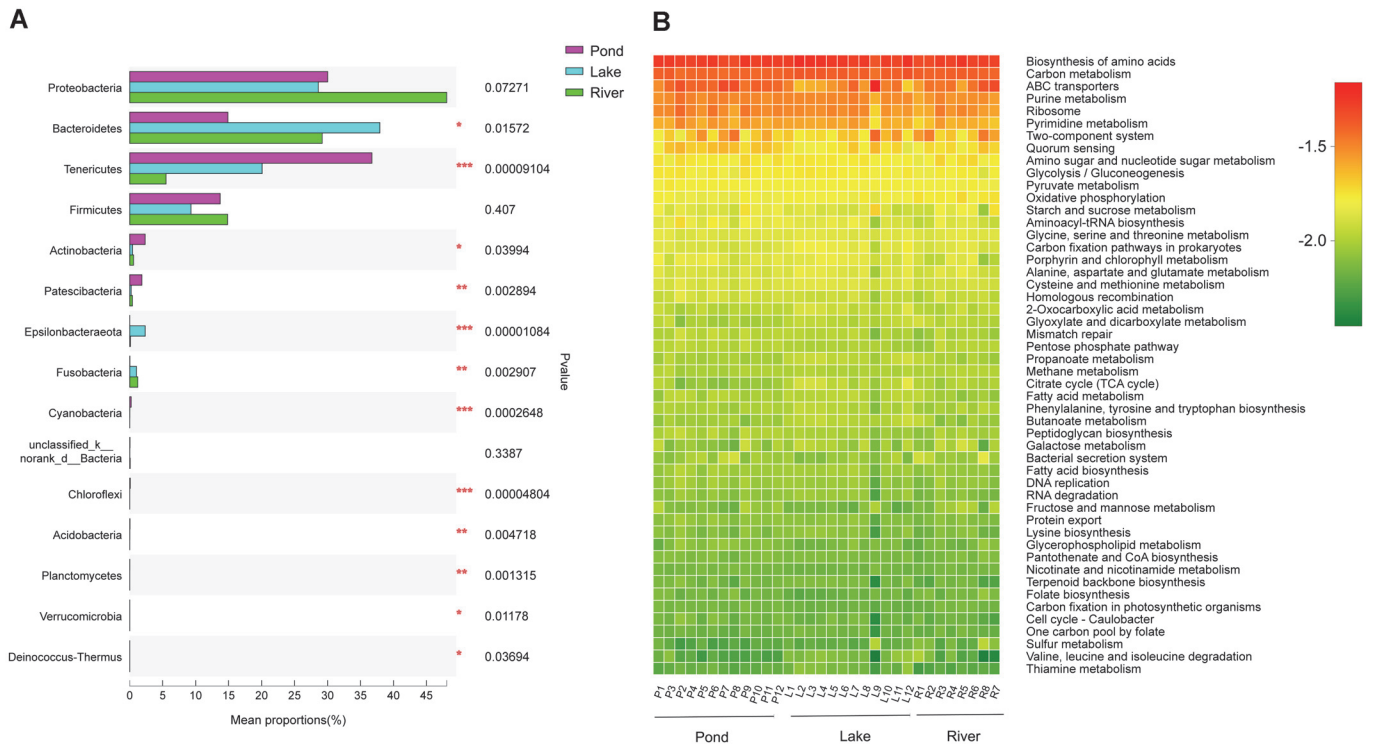 A
Pond
Lake
River
Proteobacteria 0.07271
Bacteroidetes * 0.01572
Tenericutes *** 0.00009104
Firmicutes 0.407
Actinobacteria * 0.03994
Patescibacteria ** 0.002894
Epsilonbacteraeota *** 0.00001084
Fusobacteria ** 0.002907
Cyanobacteria *** 0.0002648
unclassified_k__
norank_d__Bacteria 0.3387
Chloroflexi *** 0.00004804
Acidobacteria ** 0.004718
Planctomycetes ** 0.001315
Verrucomicrobia * 0.01178
Deinococcus-Thermus * 0.03694
Pvalue
0 5 10 15 20 25 30 35 40 45
Mean proportions(%)
B
Biosynthesis of amino acids
Carbon metabolism
ABC transporters
Purine metabolism
Ribosome
Pyrimidine metabolism
Two-component system
Quorum sensing
Amino sugar and nucleotide sugar metabolism
Glycolysis / Gluconeogenesis
Pyruvate metabolism
Oxidative phosphorylation
Starch and sucrose metabolism
Aminoacyl-tRNA biosynthesis
Glycine, serine and threonine metabolism
Carbon fixation pathways in prokaryotes
Porphyrin and chlorophyll metabolism
Alanine, aspartate and glutamate metabolism
Cysteine and methionine metabolism
Homologous recombination
2-Oxocarboxylic acid metabolism
Glyoxylate and dicarboxylate metabolism
Mismatch repair
Pentose phosphate pathway
Propanoate metabolism
Methane metabolism
Citrate cycle (TCA cycle)
Fatty acid metabolism
Phenylalanine, tyrosine and tryptophan biosynthesis
Butanoate metabolism
Peptidoglycan biosynthesis
Galactose metabolism
Bacterial secretion system
Fatty acid biosynthesis
DNA replication
RNA degradation
Fructose and mannose metabolism
Protein export
Lysine biosynthesis
Glycerophospholipid metabolism
Pantothenate and CoA biosynthesis
Nicotinate and nicotinamide metabolism
Terpenoid backbone biosynthesis
Folate biosynthesis
Carbon fixation in photosynthetic organisms
Cell cycle - Caulobacter
One carbon pool by folate
Sulfur metabolism
Valine, leucine and isoleucine degradation
Thiamine metabolism
-1.5
-2.0
P1 P3 P2 P4 P5 P6 P7 P8 P9 P10 P11 P12 L1 L2 L3 L4 L5 L6 L7 L8 L9 L10 L11 L12 R1 R2 R3 R4 R5 R6 R8 R7
Pond Lake River